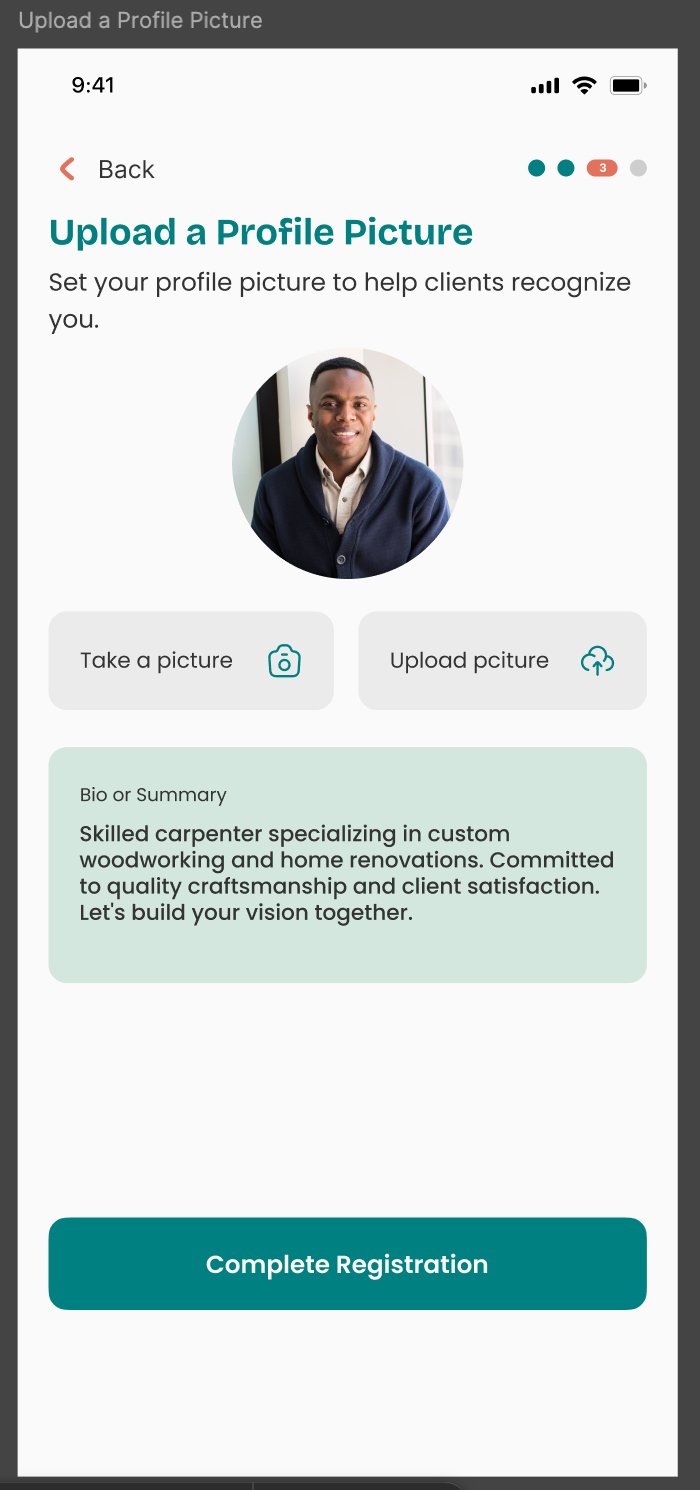 Upload a Profile Picture
9:41
Back
3
Upload a Profile Picture
Set your profile picture to help clients recognize
you.
Take a picture
Upload pciture
Bio or Summary
Skilled carpenter specializing in custom
woodworking and home renovations. Committed
to quality craftsmanship and client satisfaction.
Let's build your vision together.
Complete Registration